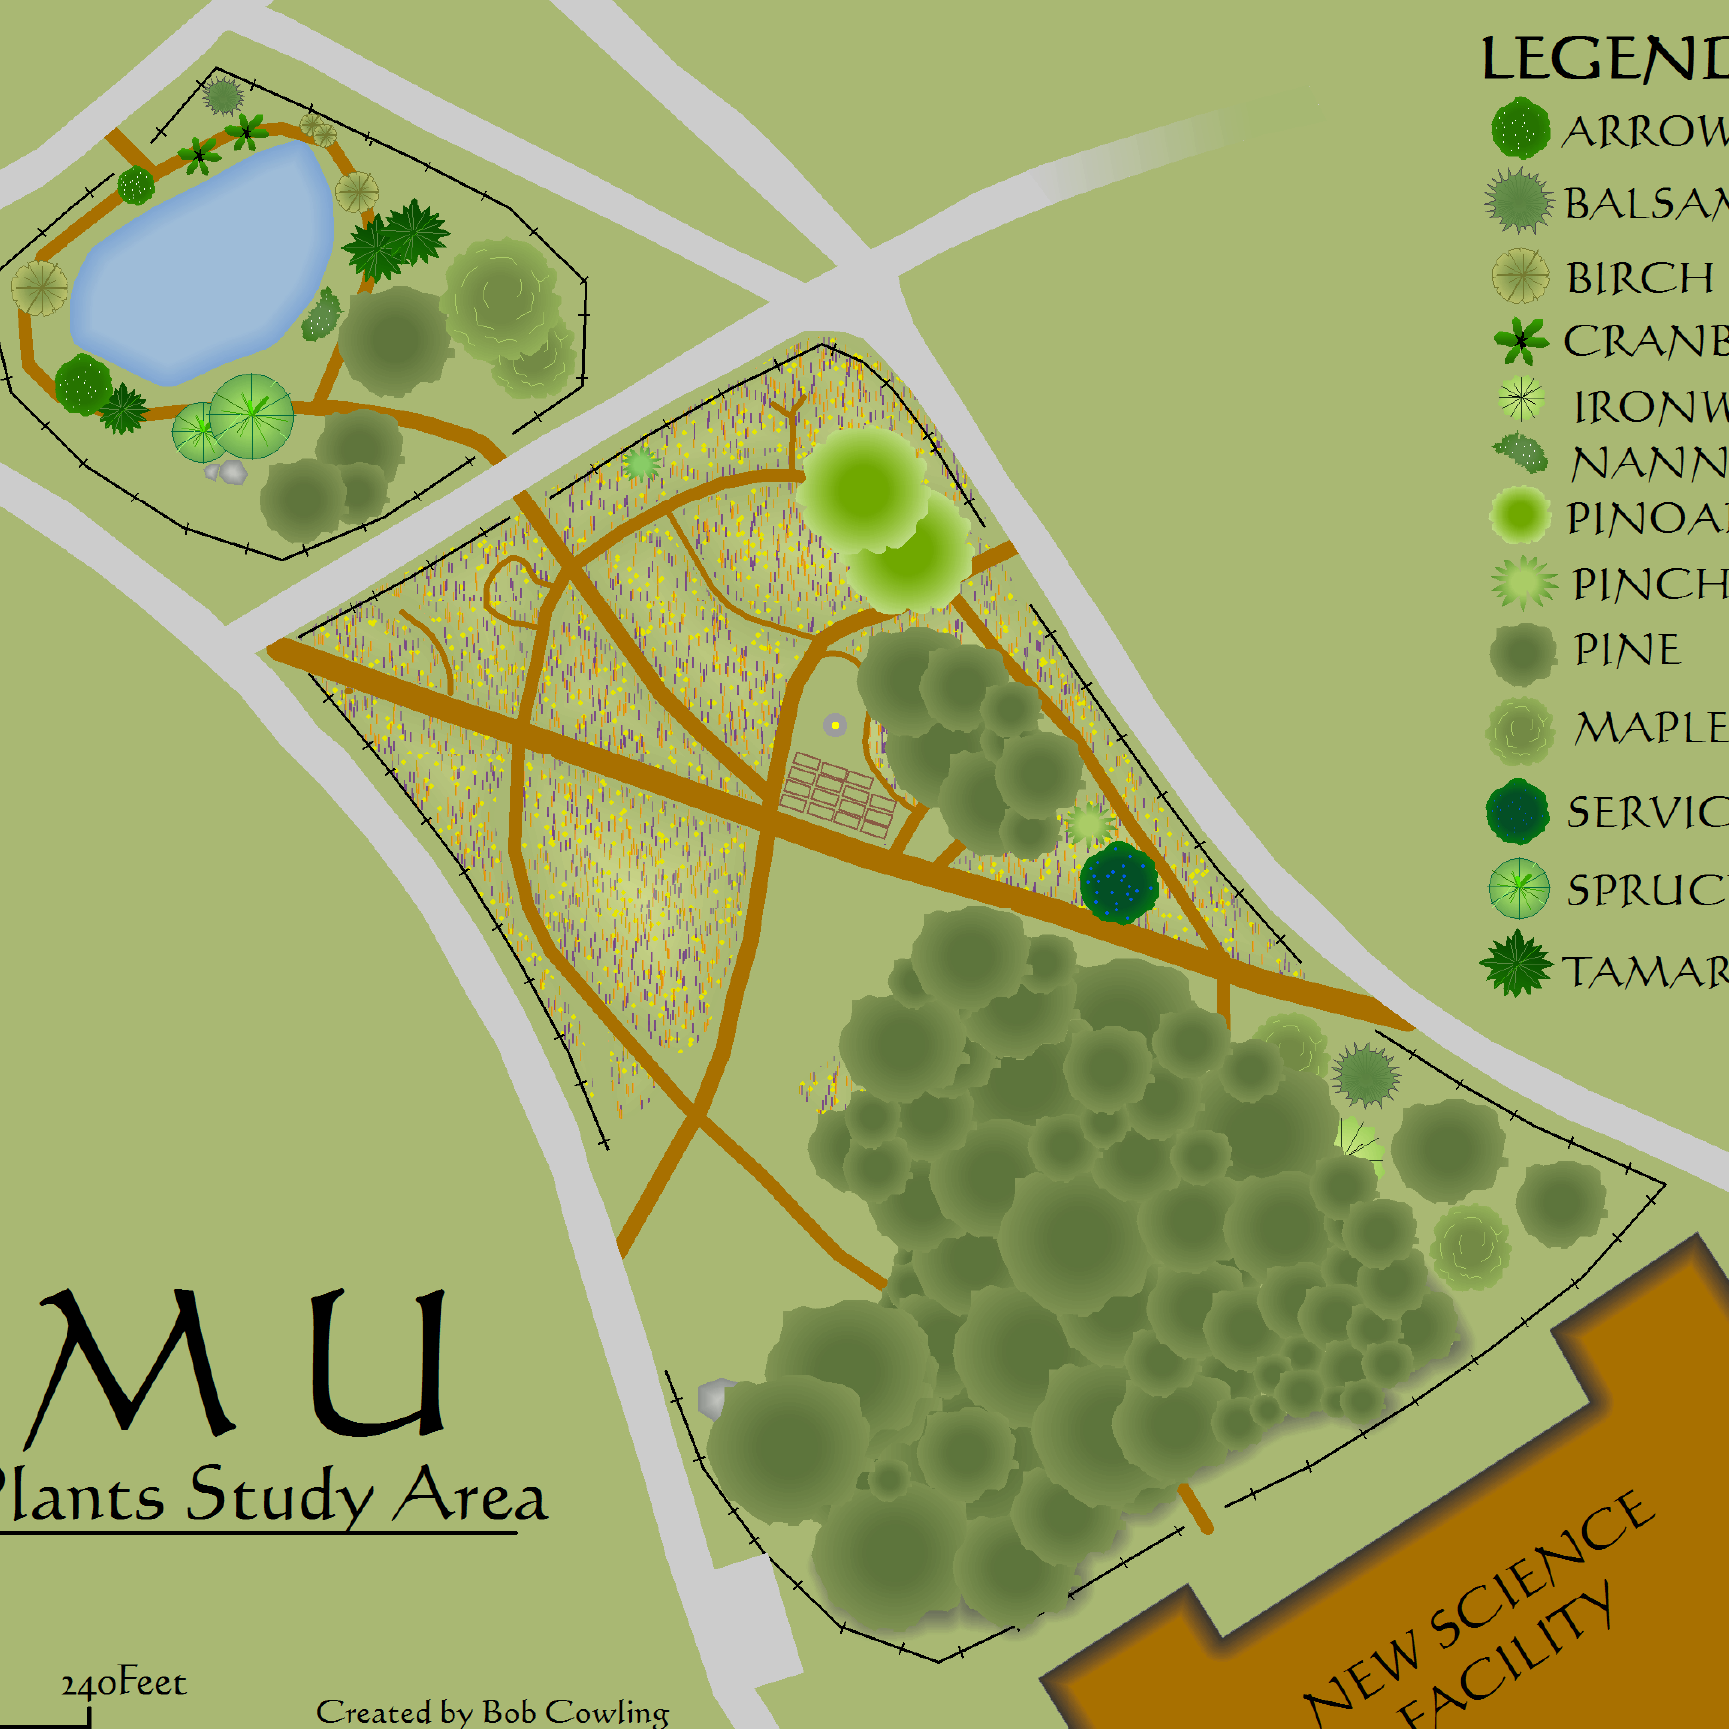 LEGEND
ARROW
BALSAM
BIRCH
CRANB
IRONW
NANN
PINOA
PINCH
PINE
MAPLE
SERVIC
SPRUC
TAMAR
M U
Plants Study Area
240Feet
Created by Bob Cowling
NEW SCIENCE
FACILITY